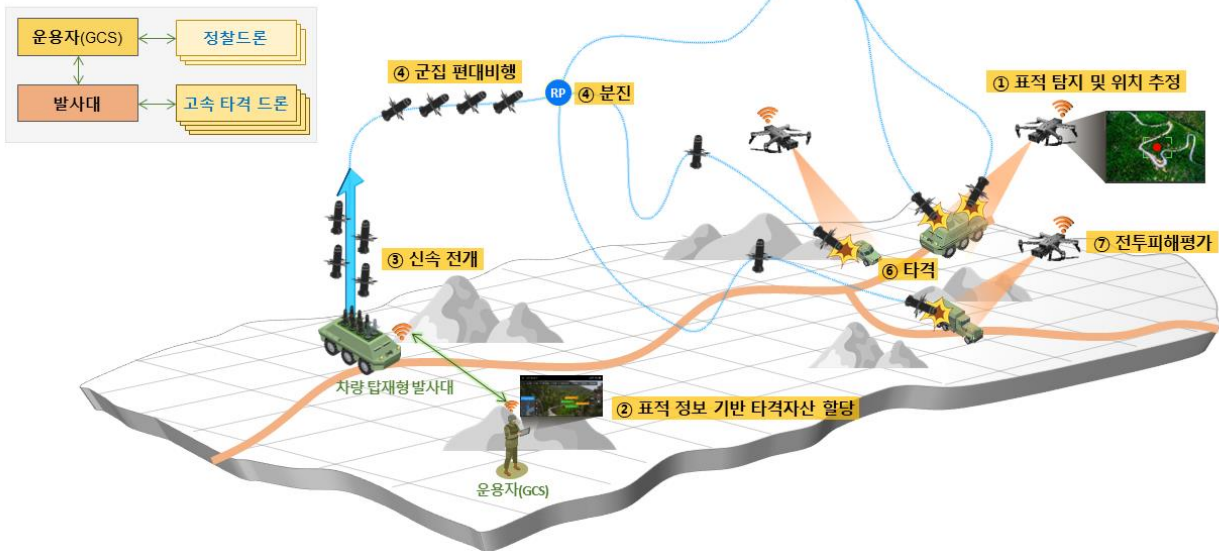 운용자(GCS)
정찰드론
발사대
고속 타격 드론
④ 군집 편대비행
RP
④ 분진
① 표적 탐지 및 위치 추정
③ 신속 전개
⑦ 전투피해평가
⑥ 타격
차량 탑재형 발사대
② 표적 정보 기반 타격자산 할당
운용자(GCS)